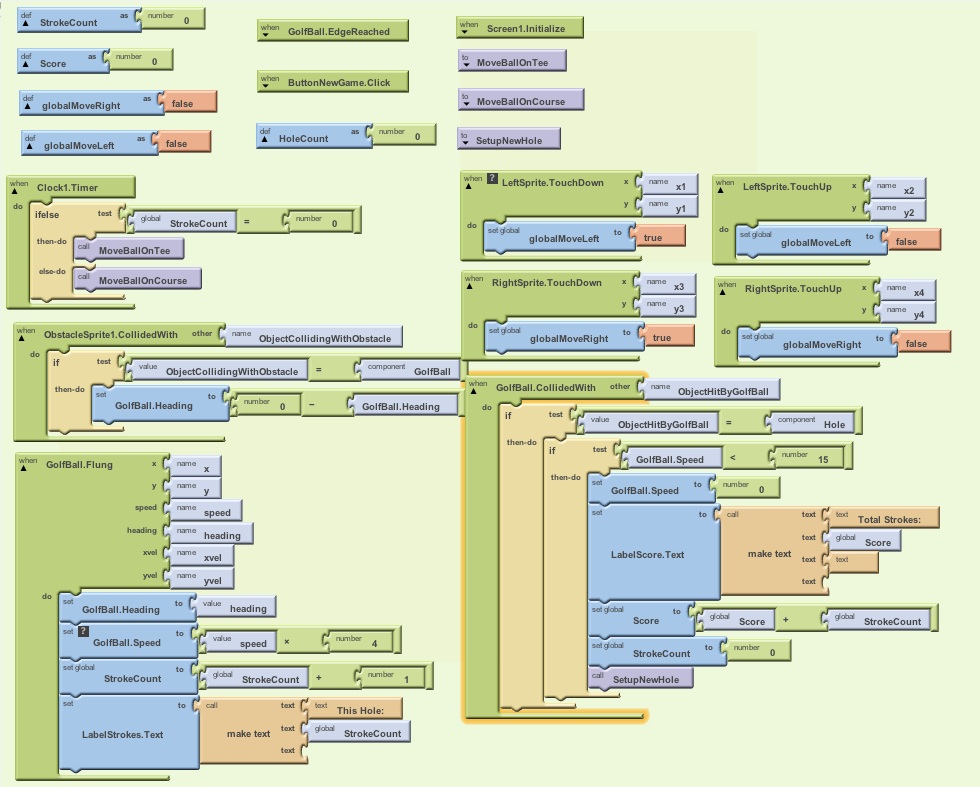 def StrokeCount as number 0
def Score as number 0
def globalMoveRight as false
def globalMoveLeft as false
when GolfBall.EdgeReached
when ButtonNewGame.Click
def HoleCount as number 0
when Screen1.Initialize
to MoveBallOnTee
to MoveBallOnCourse
to SetupNewHole
when Clock1.Timer
do ifelse test global StrokeCount = number 0
then-do call MoveBallOnTee
else-do call MoveBallOnCourse
when ? LeftSprite.TouchDown x name x1
y name y1
do set global globalMoveLeft to true
when LeftSprite.TouchUp x name x2
y name y2
do set global globalMoveLeft to false
when RightSprite.TouchDown x name x3
y name y3
do set global globalMoveRight to true
when RightSprite.TouchUp x name x4
y name y4
do set global globalMoveRight to false
when ObstacleSprite1.CollidedWith other name ObjectCollidingWithObstacle
do if test value ObjectCollidingWithObstacle = component GolfBall
then-do set GolfBall.Heading to number 0 − GolfBall.Heading
when GolfBall.Flung x name x
y name y
speed name speed
heading name heading
xvel name xvel
yvel name yvel
do set GolfBall.Heading to value heading
set ? GolfBall.Speed to value speed × number 4
set global StrokeCount to global StrokeCount + number 1
set LabelStrokes.Text to call make text text text This Hole:
text global StrokeCount
text
when GolfBall.CollidedWith other name ObjectHitByGolfBall
do if test value ObjectHitByGolfBall = component Hole
then-do if test GolfBall.Speed < number 15
then-do set GolfBall.Speed to number 0
set LabelScore.Text to call make text text text Total Strokes:
text global Score
text text
text
set global Score to global Score + global StrokeCount
set global StrokeCount to number 0
call SetupNewHole